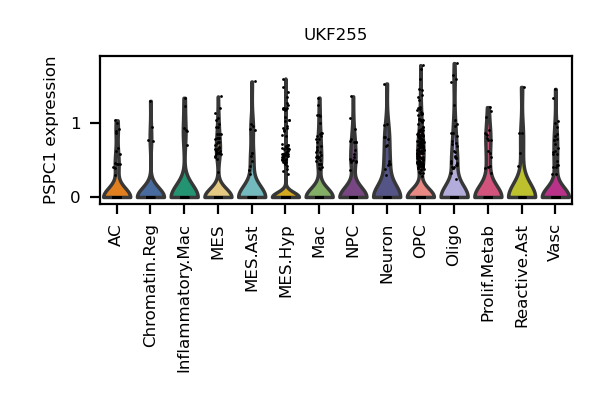 UKF255
PSPC1 expression
1
0
AC
Chromatin.Reg
Inflammatory.Mac
MES
MES.Ast
MES.Hyp
Mac
NPC
Neuron
OPC
Oligo
Prolif.Metab
Reactive.Ast
Vasc